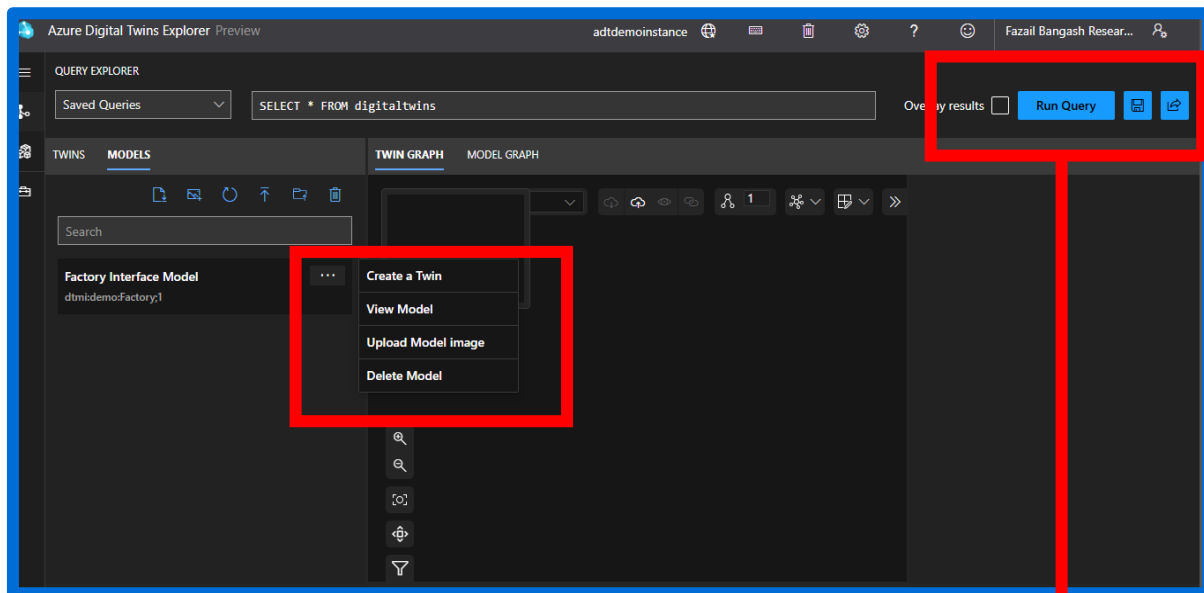 Azure Digital Twins Explorer Preview
adtdemoinstance
?
Fazail Bangash Resear...
QUERY EXPLORER
Saved Queries
SELECT * FROM digitaltwins
Ov y results
Run Query
TWINS
MODELS
TWIN GRAPH
MODEL GRAPH
1
Search
Factory Interface Model
...
dtmi:demo:Factory;1
Create a Twin
View Model
Upload Model image
Delete Model